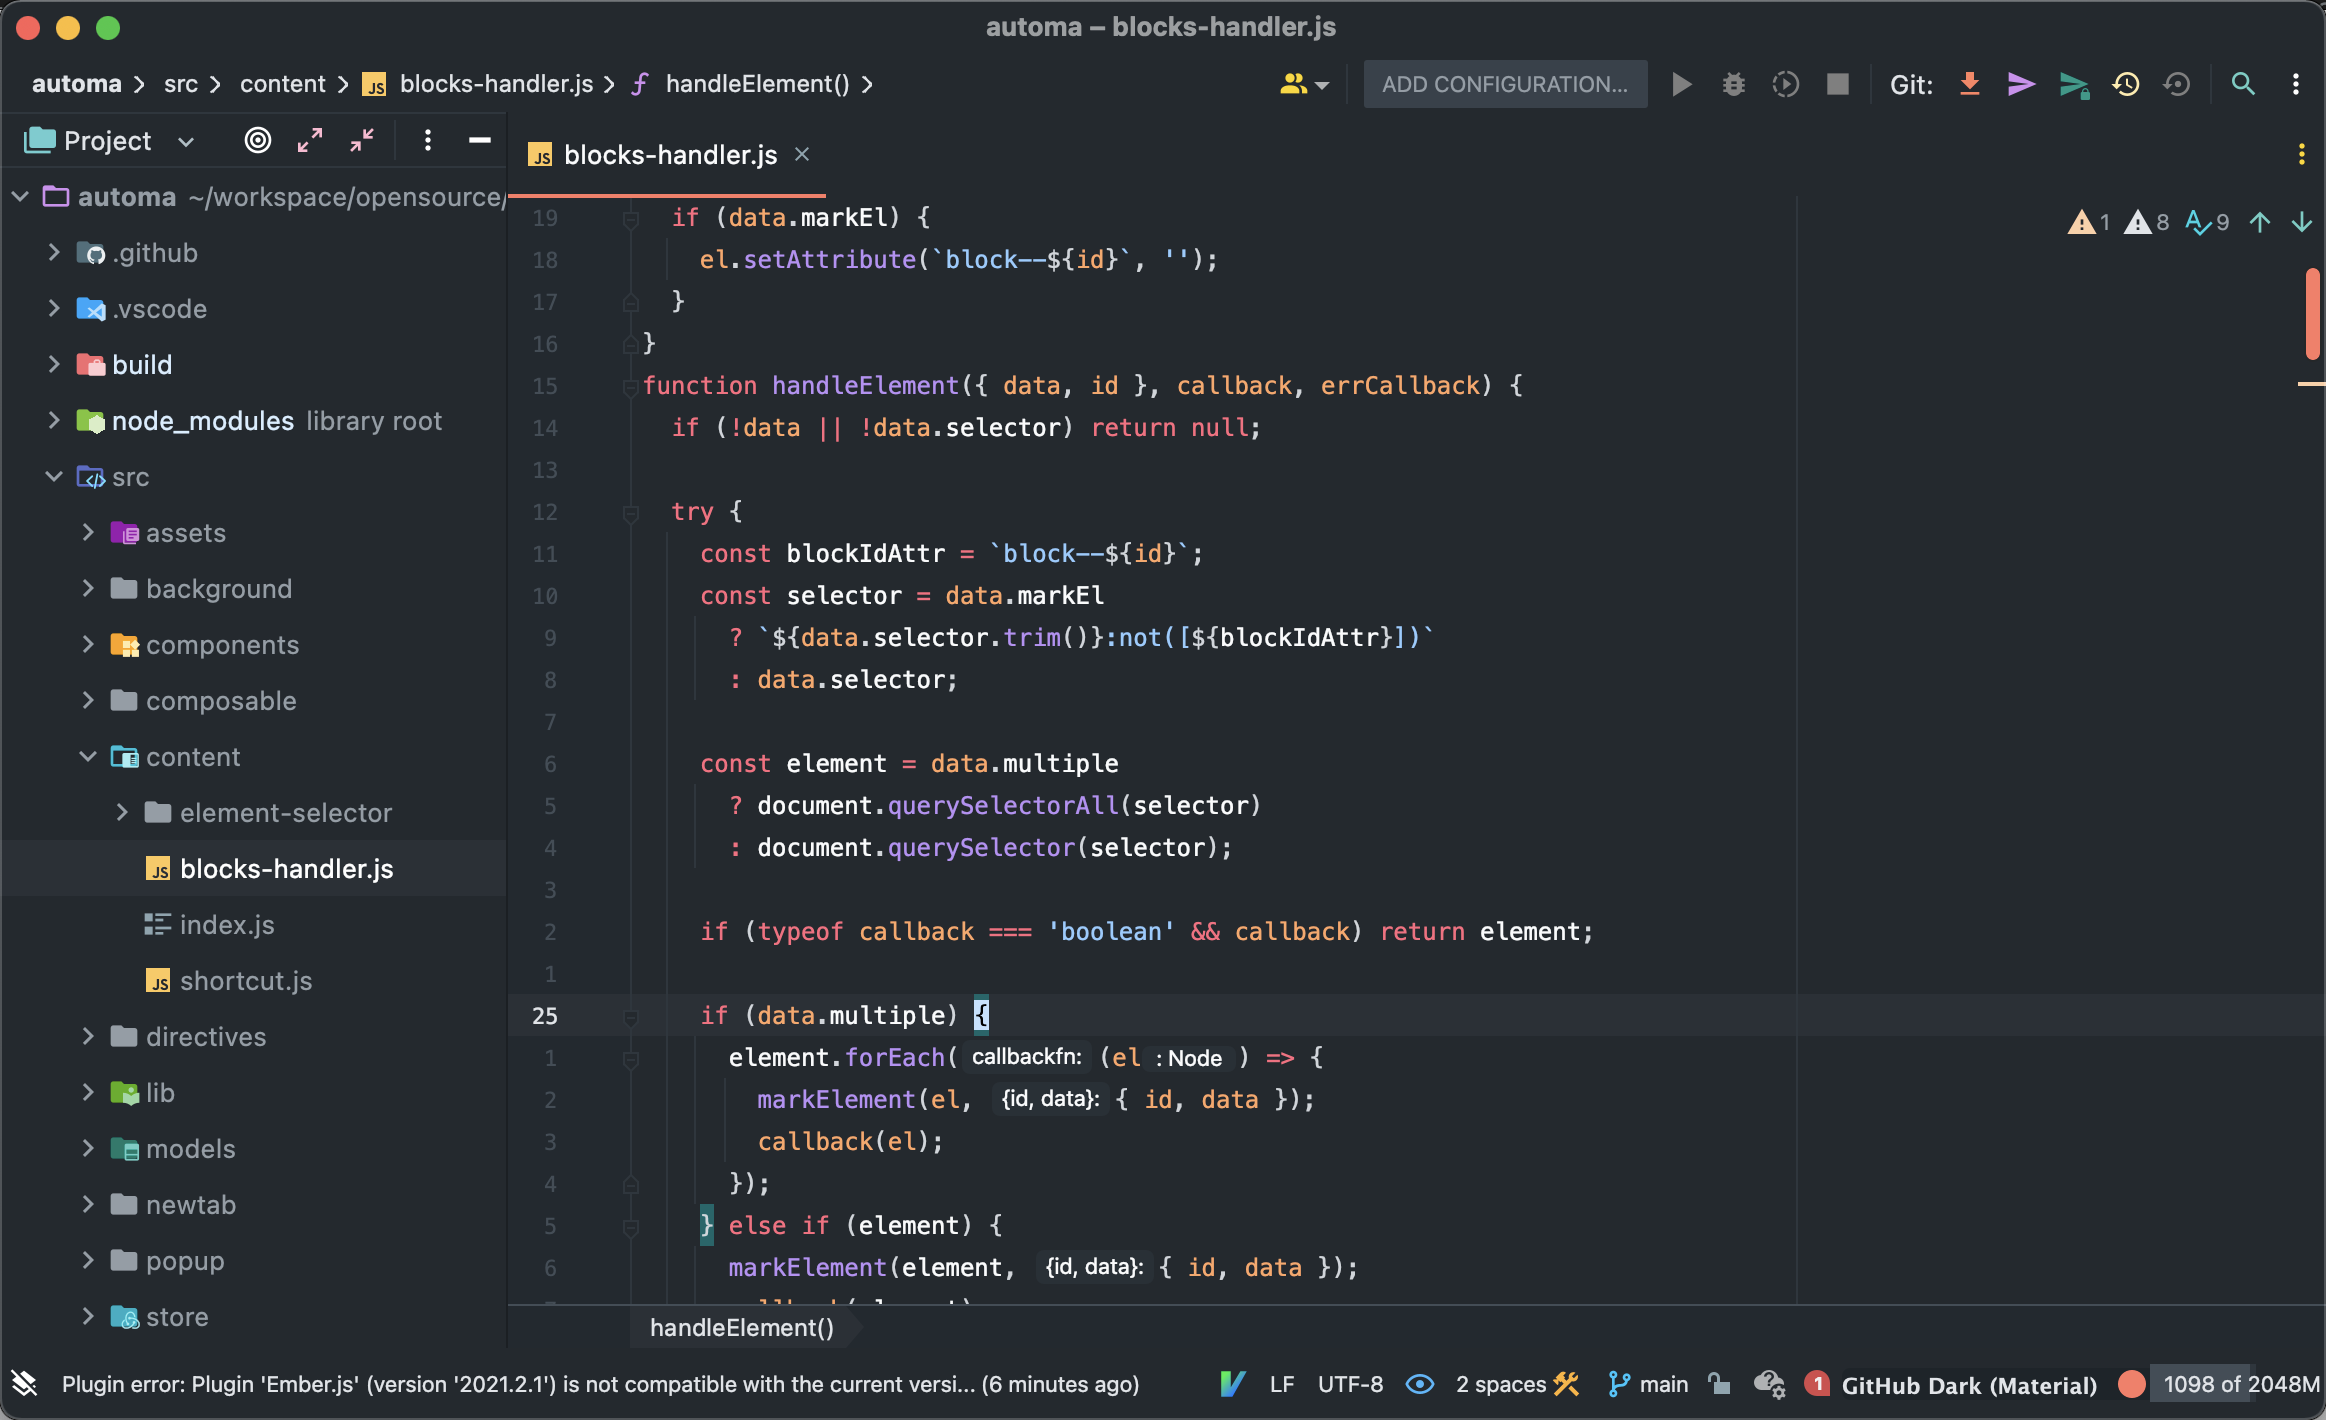 automa – blocks-handler.js
automa src content JS blocks-handler.js handleElement() ADD CONFIGURATION... Git:
Project
JS blocks-handler.js
automa ~/workspace/opensource/
.github
.vscode
build
node_modules library root
src
assets
background
components
composable
content
element-selector
JS blocks-handler.js
index.js
JS shortcut.js
directives
lib
models
newtab
popup
store
1 8 9
19 if (data.markEl) {
18 el.setAttribute(`block--${id}`, '');
17 }
16 }
15 function handleElement({ data, id }, callback, errCallback) {
14 if (!data || !data.selector) return null;
13
12 try {
11 const blockIdAttr = `block--${id}`;
10 const selector = data.markEl
9 ? `${data.selector.trim()}:not([${blockIdAttr}])`
8 : data.selector;
7
6 const element = data.multiple
5 ? document.querySelectorAll(selector)
4 : document.querySelector(selector);
3
2 if (typeof callback === 'boolean' && callback) return element;
1
25 if (data.multiple) {
1 element.forEach( callbackfn: (el : Node ) => {
2 markElement(el, {id, data}: { id, data });
3 callback(el);
4 });
5 } else if (element) {
6 markElement(element, {id, data}: { id, data });
handleElement()
Plugin error: Plugin 'Ember.js' (version '2021.2.1') is not compatible with the current versi... (6 minutes ago) LF UTF-8 2 spaces main 1 GitHub Dark (Material) 1098 of 2048M